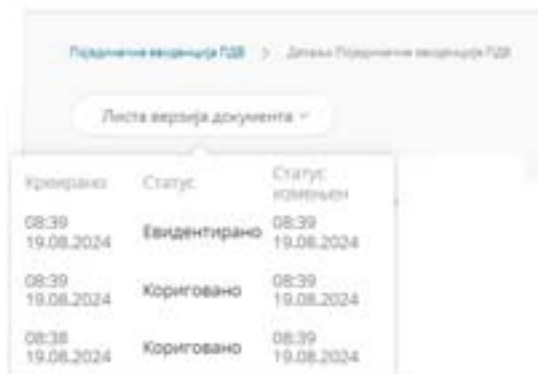 Појединачне евиденције ПДВ > Детаљи Појединачне евиденције ПДВ
Листа верзија документа
Креирано Статус Статус измењен
08:39 19.08.2024 Евидентирано 08:39 19.08.2024
08:39 19.08.2024 Кориговано 08:39 19.08.2024
08:38 19.08.2024 Кориговано 08:39 19.08.2024